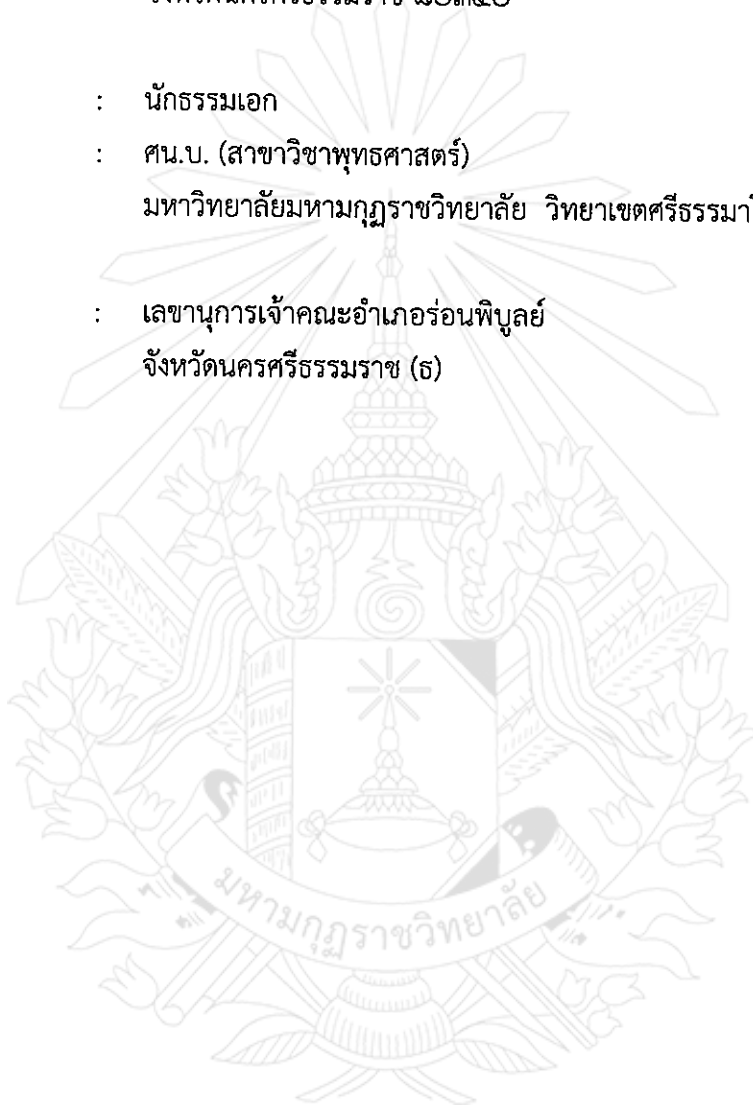 : นักธรรมเอก
: ศน.บ. (สาขาวิชาพุทธศาสตร์)
มหาวิทยาลัยมหามกุฏราชวิทยาลัย วิทยาเขตศรีธรรมา
: เลขานุการเจ้าคณะอำเภอร่อนพิบูลย์
จังหวัดนครศรีธรรมราช (ธ)
มหามกุฏราชวิทยาลัย